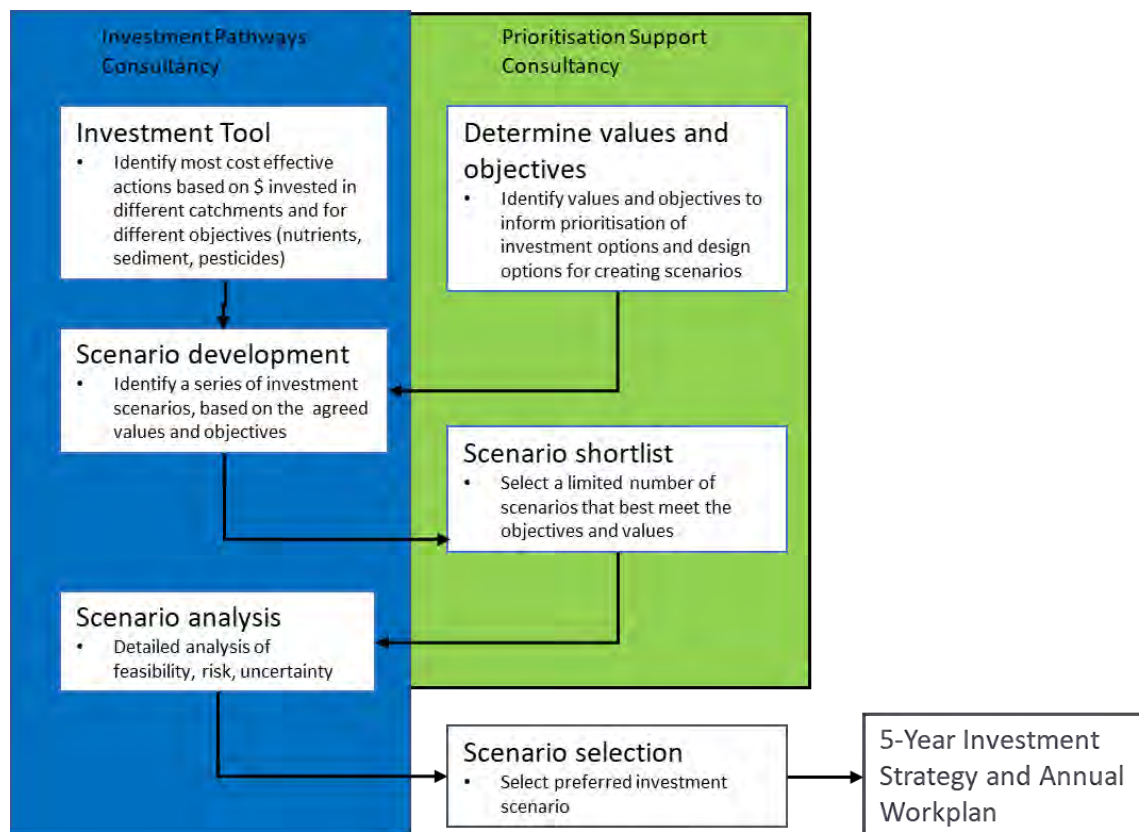 Investment Pathways
Consultancy
Prioritisation Support
Consultancy
Investment Tool
• Identify most cost effective
actions based on $ invested in
different catchments and for
different objectives (nutrients,
sediment, pesticides)
Determine values and
objectives
• Identify values and objectives to
inform prioritisation of
investment options and design
options for creating scenarios
Scenario development
• Identify a series of investment
scenarios, based on the agreed
values and objectives
Scenario shortlist
• Select a limited number of
scenarios that best meet the
objectives and values
Scenario analysis
• Detailed analysis of
feasibility, risk, uncertainty
Scenario selection
• Select preferred investment
scenario
5-Year Investment
Strategy and Annual
Workplan